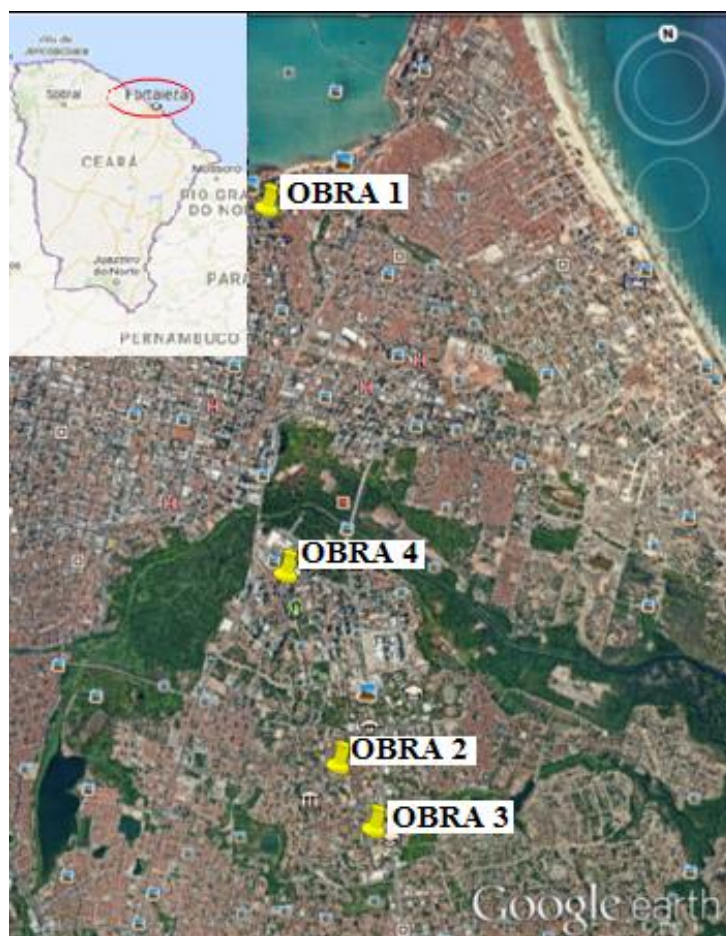 Fortaleza
Sobral
CEARÁ
Mossoró
RIO GRA
DO NO
Juazeiro
do Norte
PARA
PERNAMBUCO
N
OBRA 1
OBRA 4
OBRA 2
OBRA 3
Google earth